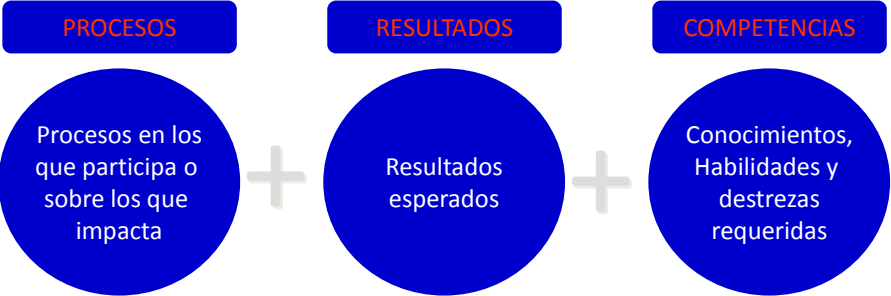 PROCESOS
RESULTADOS
COMPETENCIAS
Procesos en los
que participa o
sobre los que
impacta
Resultados
esperados
Conocimientos,
Habilidades y
destrezas
requeridas